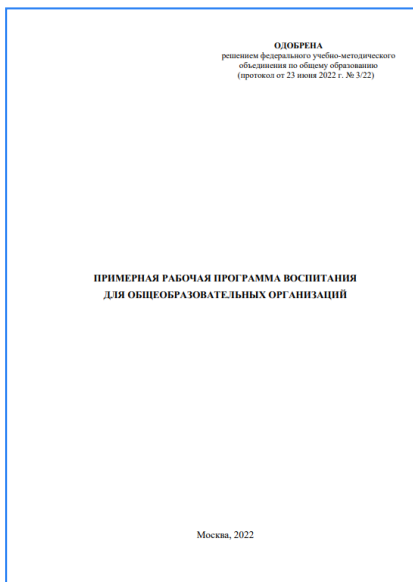 ОДОБРЕНА
решением федерального учебно-методического
объединения по общему образованию
(протокол от 23 июня 2022 г. № 3/22)
ПРИМЕРНАЯ РАБОЧАЯ ПРОГРАММА ВОСПИТАНИЯ
ДЛЯ ОБЩЕОБРАЗОВАТЕЛЬНЫХ ОРГАНИЗАЦИЙ
Москва, 2022